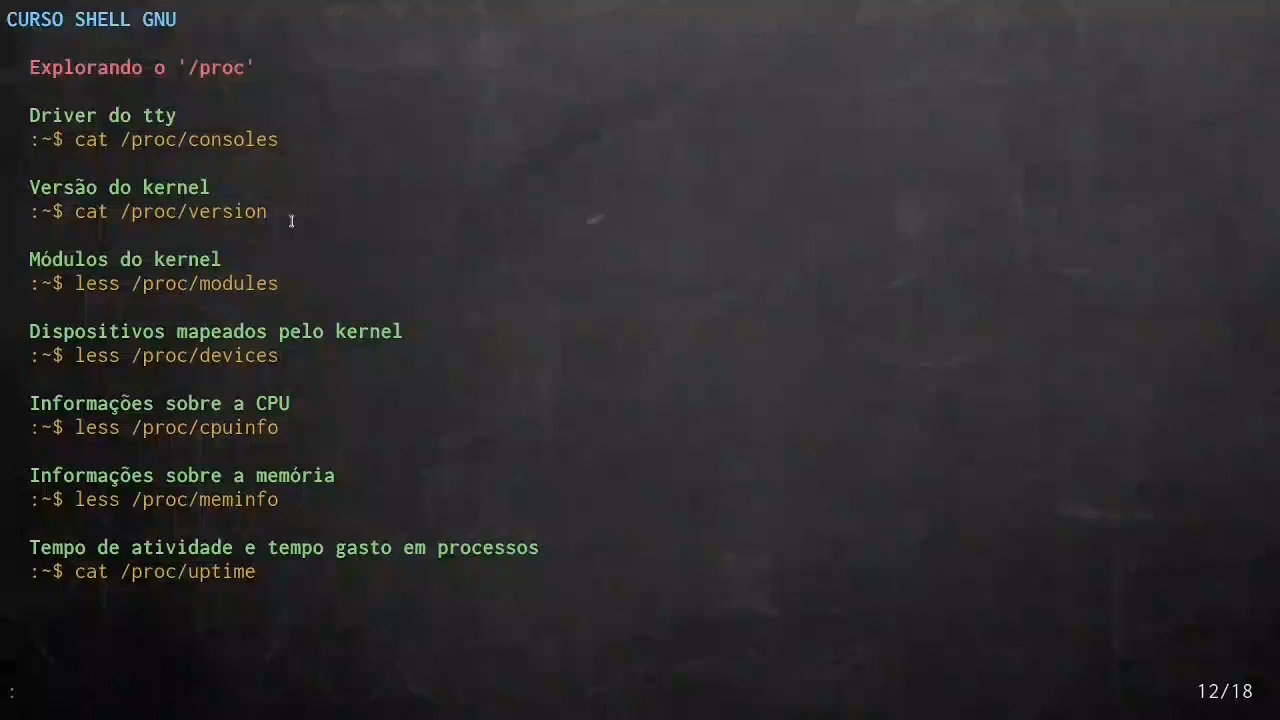 CURSO SHELL GNU
Explorando o '/proc'
Driver do tty
:~$ cat /proc/consoles
Versão do kernel
:~$ cat /proc/version
Módulos do kernel
:~$ less /proc/modules
Dispositivos mapeados pelo kernel
:~$ less /proc/devices
Informações sobre a CPU
:~$ less /proc/cpuinfo
Informações sobre a memória
:~$ less /proc/meminfo
Tempo de atividade e tempo gasto em processos
:~$ cat /proc/uptime
:
12/18